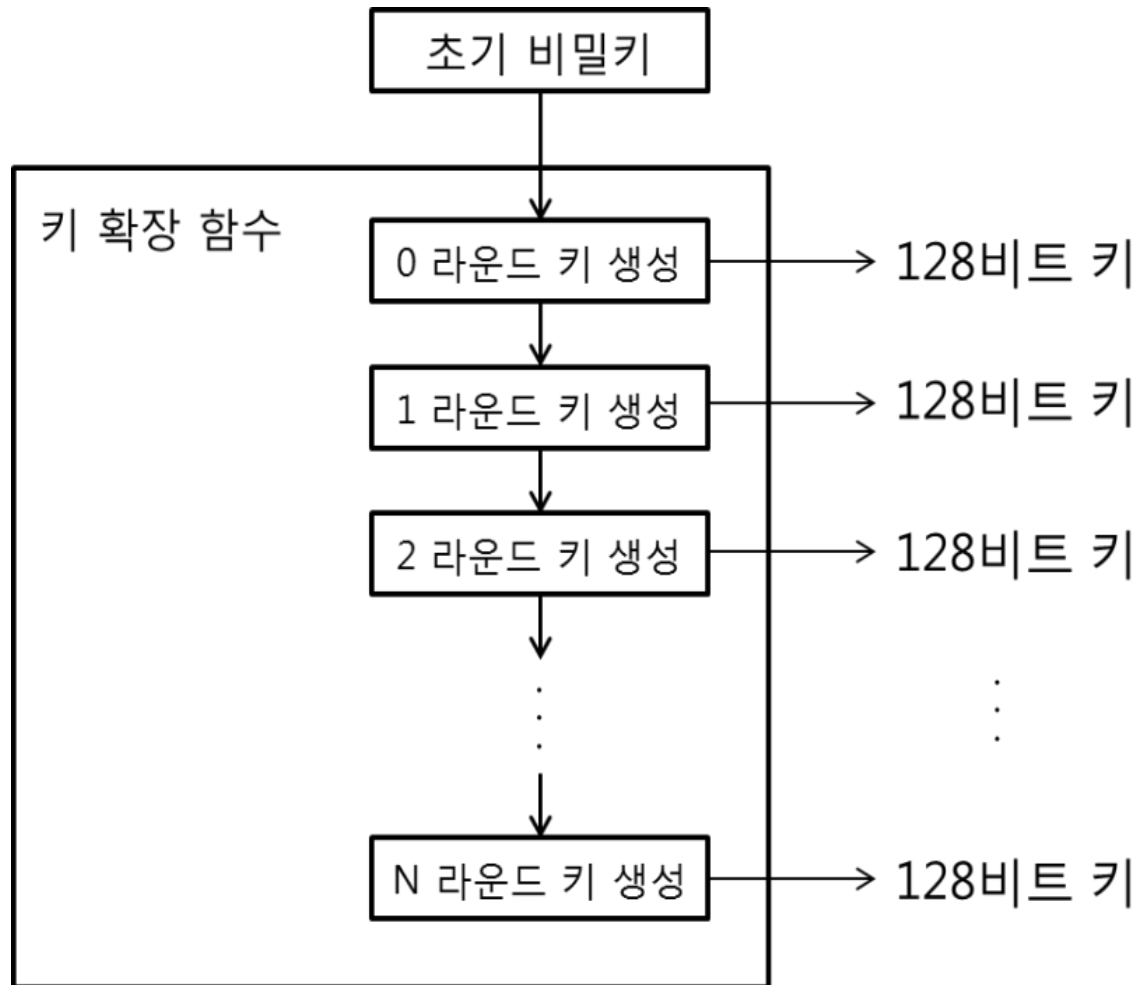 초기 비밀키
키 확장 함수
0 라운드 키 생성
128비트 키
1 라운드 키 생성
128비트 키
2 라운드 키 생성
128비트 키
N 라운드 키 생성
128비트 키